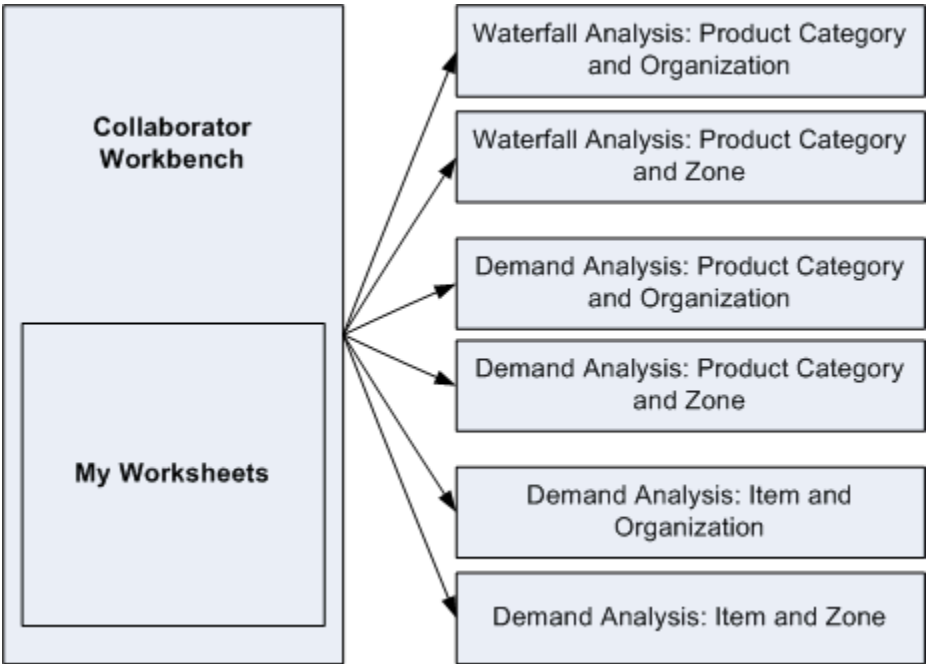 Collaborator
Workbench
My Worksheets
Waterfall Analysis: Product Category
and Organization
Waterfall Analysis: Product Category
and Zone
Demand Analysis: Product Category
and Organization
Demand Analysis: Product Category
and Zone
Demand Analysis: Item and
Organization
Demand Analysis: Item and Zone